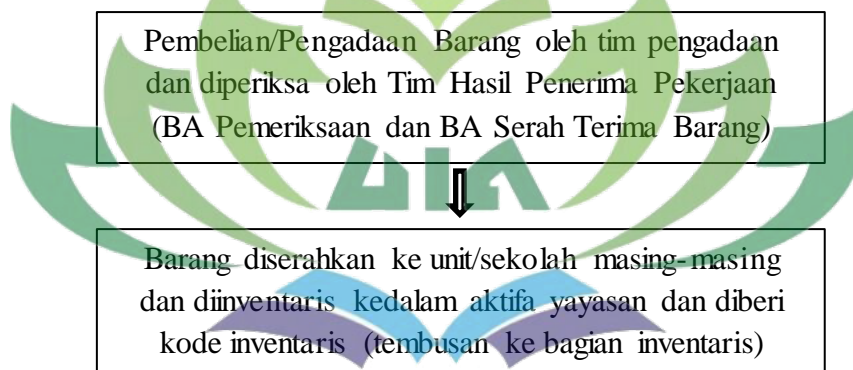 Pembelian/Pengadaan Barang oleh tim pengadaan
dan diperiksa oleh Tim Hasil Penerima Pekerjaan
(BA Pemeriksaan dan BA Serah Terima Barang)
UIN
Barang diserahkan ke unit/sekolah masing-masing
dan diinventaris kedalam aktifa yayasan dan diberi
kode inventaris (tembusan ke bagian inventaris)